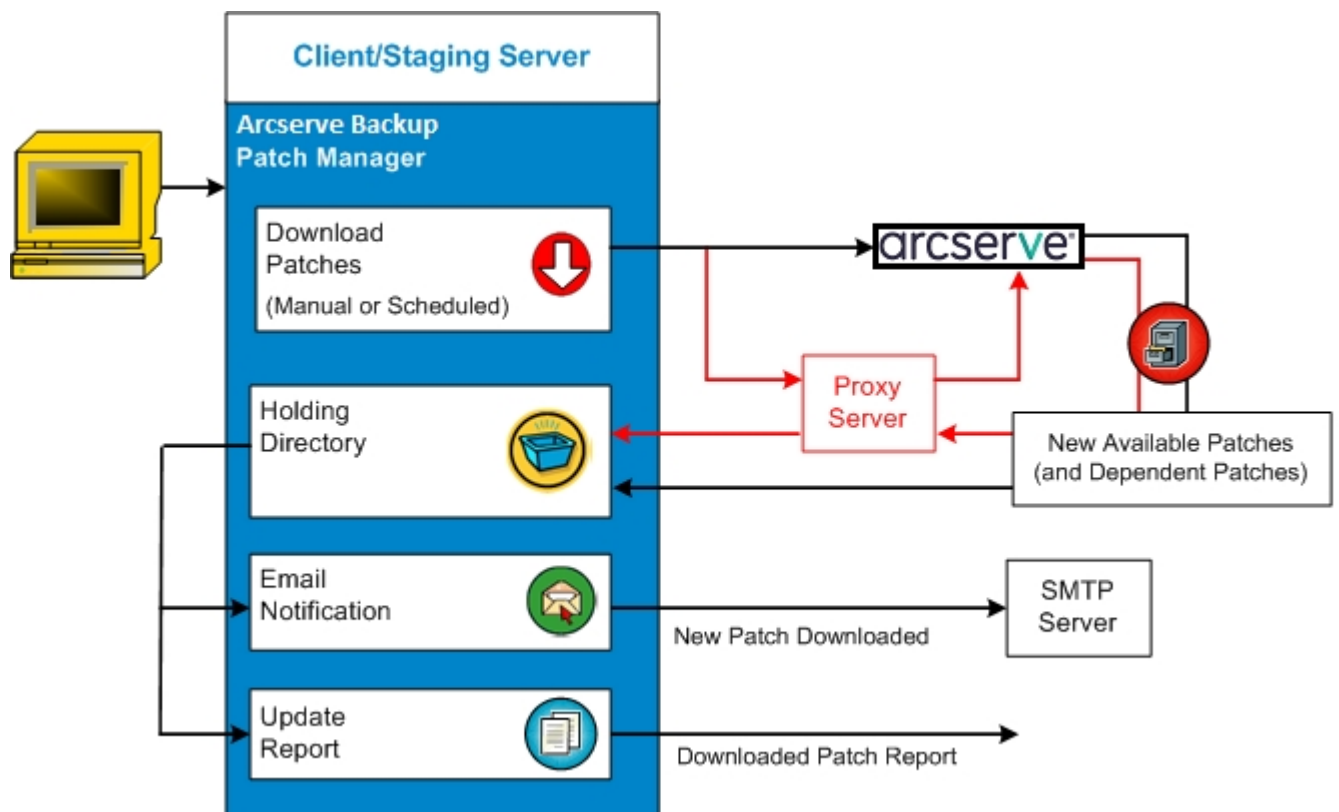 Client/Staging Server
Arcserve Backup
Patch Manager
Download
Patches
(Manual or Scheduled)
arcserve®
Proxy
Server
Holding
Directory
New Available Patches
(and Dependent Patches)
Email
Notification
New Patch Downloaded
SMTP
Server
Update
Report
Downloaded Patch Report